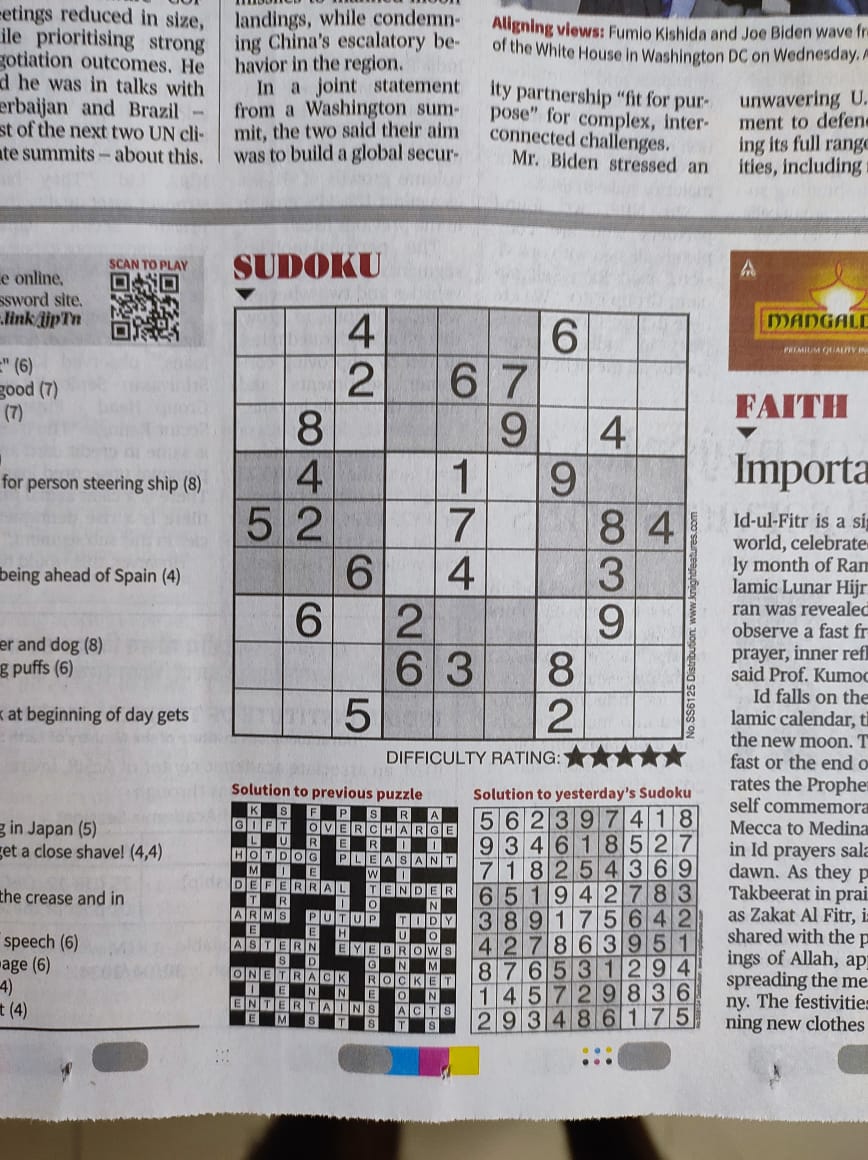 etings reduced in size,
ile prioritising strong
gotiation outcomes. He
d he was in talks with
erbaijan and Brazil –
st of the next two UN cli-
ate summits – about this.
landings, while condemn-
ing China's escalatory be-
havior in the region.
In a joint statement
from a Washington sum-
mit, the two said their aim
was to build a global secur-
Aligning views: Fumio Kishida and Joe Biden wave fr
of the White House in Washington DC on Wednesday. A
ity partnership “fit for pur-
pose” for complex, inter-
connected challenges.
Mr. Biden stressed an
unwavering U.
ment to defen
ing its full range
ities, including
SCAN TO PLAY
e online.
ssword site.
.link/jjpTn
" (6)
good (7)
(7)
for person steering ship (8)
being ahead of Spain (4)
er and dog (8)
g puffs (6)
k at beginning of day gets
g in Japan (5)
get a close shave! (4,4)
the crease and in
speech (6)
age (6)
4)
t (4)
SUDOKU
4 6
2 6 7
8 9 4
4 1 9
5 2 7 8 4
6 4 3
6 2 9
6 3 8
5 2
No.SS6125 Distribution: www.knightfeatures.com
DIFFICULTY RATING: ★★★★★
Solution to previous puzzle
K S F P S R A
GIFT OVERCHARGE
L U R E R I I
HOTDOG PLEASANT
M I E W I
DEFERRAL TENDER
T R I O N
ARMS PUTUP TIDY
E E H U O
ASTERN EYEBROWS
S D G N M
ONETRACK ROCKET
I E N N E O N
ENTERTAINS ACTS
E M S T S T S
Solution to yesterday's Sudoku
5 6 2 3 9 7 4 1 8
9 3 4 6 1 8 5 2 7
7 1 8 2 5 4 3 6 9
6 5 1 9 4 2 7 8 3
3 8 9 1 7 5 6 4 2
4 2 7 8 6 3 9 5 1
8 7 6 5 3 1 2 9 4
1 4 5 7 2 9 8 3 6
2 9 3 4 8 6 1 7 5
MANGALD
PREMIUM QUALITY
FAITH
Importa
Id-ul-Fitr is a si
world, celebrate
ly month of Ran
lamic Lunar Hijr
ran was revealed
observe a fast fr
prayer, inner refl
said Prof. Kumoo
Id falls on the
lamic calendar, t
the new moon. T
fast or the end o
rates the Prophe
self commemora
Mecca to Medina
in Id prayers sala
dawn. As they p
Takbeerat in prai
as Zakat Al Fitr, i
shared with the p
ings of Allah, ap
spreading the me
ny. The festivitie
ning new clothes